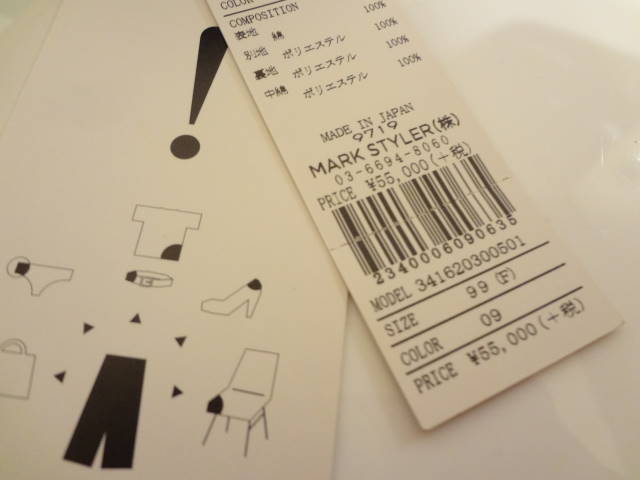 COLOR
COMPOSITION
表地 綿 100%
別地 ポリエステル 100%
裏地 ポリエステル 100%
中綿 ポリエステル 100%
MADE IN JAPAN
9719
MARK STYLER(株)
03-6694-8060
PRICE ¥55,000(+税)
2340006090635
MODEL 341620300501
SIZE 99 (F)
COLOR 09
PRICE ¥55,000(+税)
!